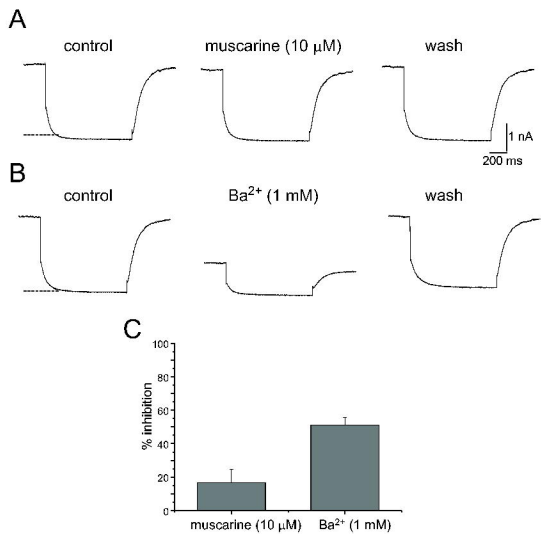 A
control muscarine (10 µM) wash
1 nA
200 ms
B
control Ba²⁺ (1 mM) wash
C
100
80
60
40
20
0
% inhibition
muscarine (10 µM) Ba²⁺ (1 mM)